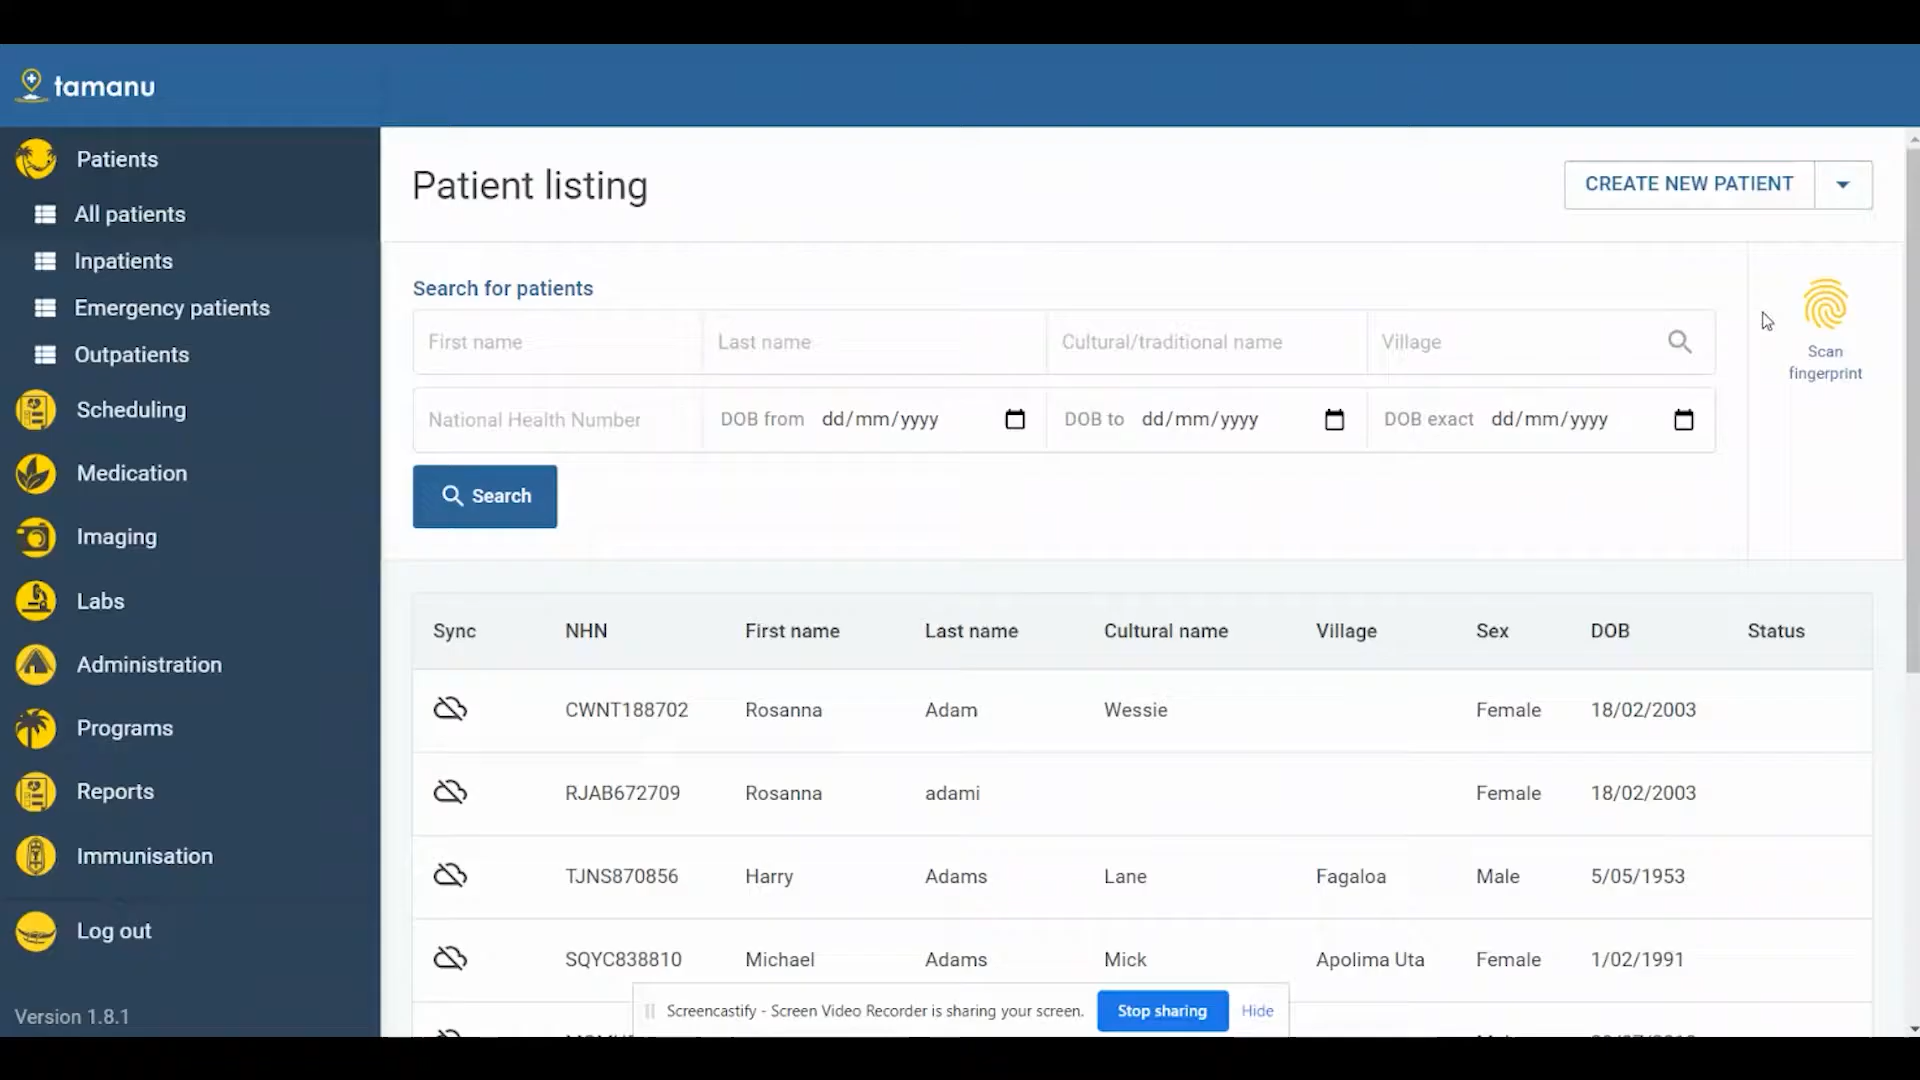 tamanu
Patients
All patients
Inpatients
Emergency patients
Outpatients
Scheduling
Medication
Imaging
Labs
Administration
Programs
Reports
Immunisation
Log out
Version 1.8.1
Patient listing
CREATE NEW PATIENT
Search for patients
First name Last name Cultural/traditional name Village
National Health Number DOB from dd/mm/yyyy DOB to dd/mm/yyyy DOB exact dd/mm/yyyy
Search
Scan
fingerprint
Sync NHN First name Last name Cultural name Village Sex DOB Status
CWNT188702 Rosanna Adam Wessie Female 18/02/2003
RJAB672709 Rosanna adami Female 18/02/2003
TJNS870856 Harry Adams Lane Fagaloa Male 5/05/1953
SQYC838810 Michael Adams Mick Apolima Uta Female 1/02/1991
Screencastify - Screen Video Recorder is sharing your screen. Stop sharing Hide